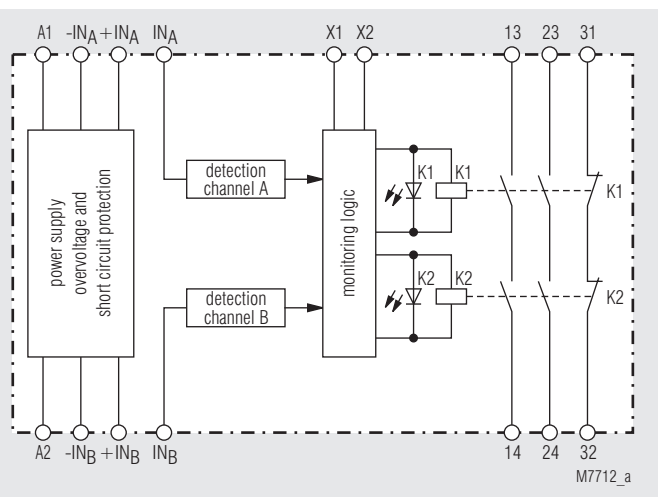 A1 -INA +INA INA X1 X2 13 23 31
power supply
overvoltage and
short circuit protection
detection
channel A
monitoring logic
K1 K1
K1
detection
channel B
K2 K2
K2
A2 -INB +INB INB 14 24 32
M7712_a